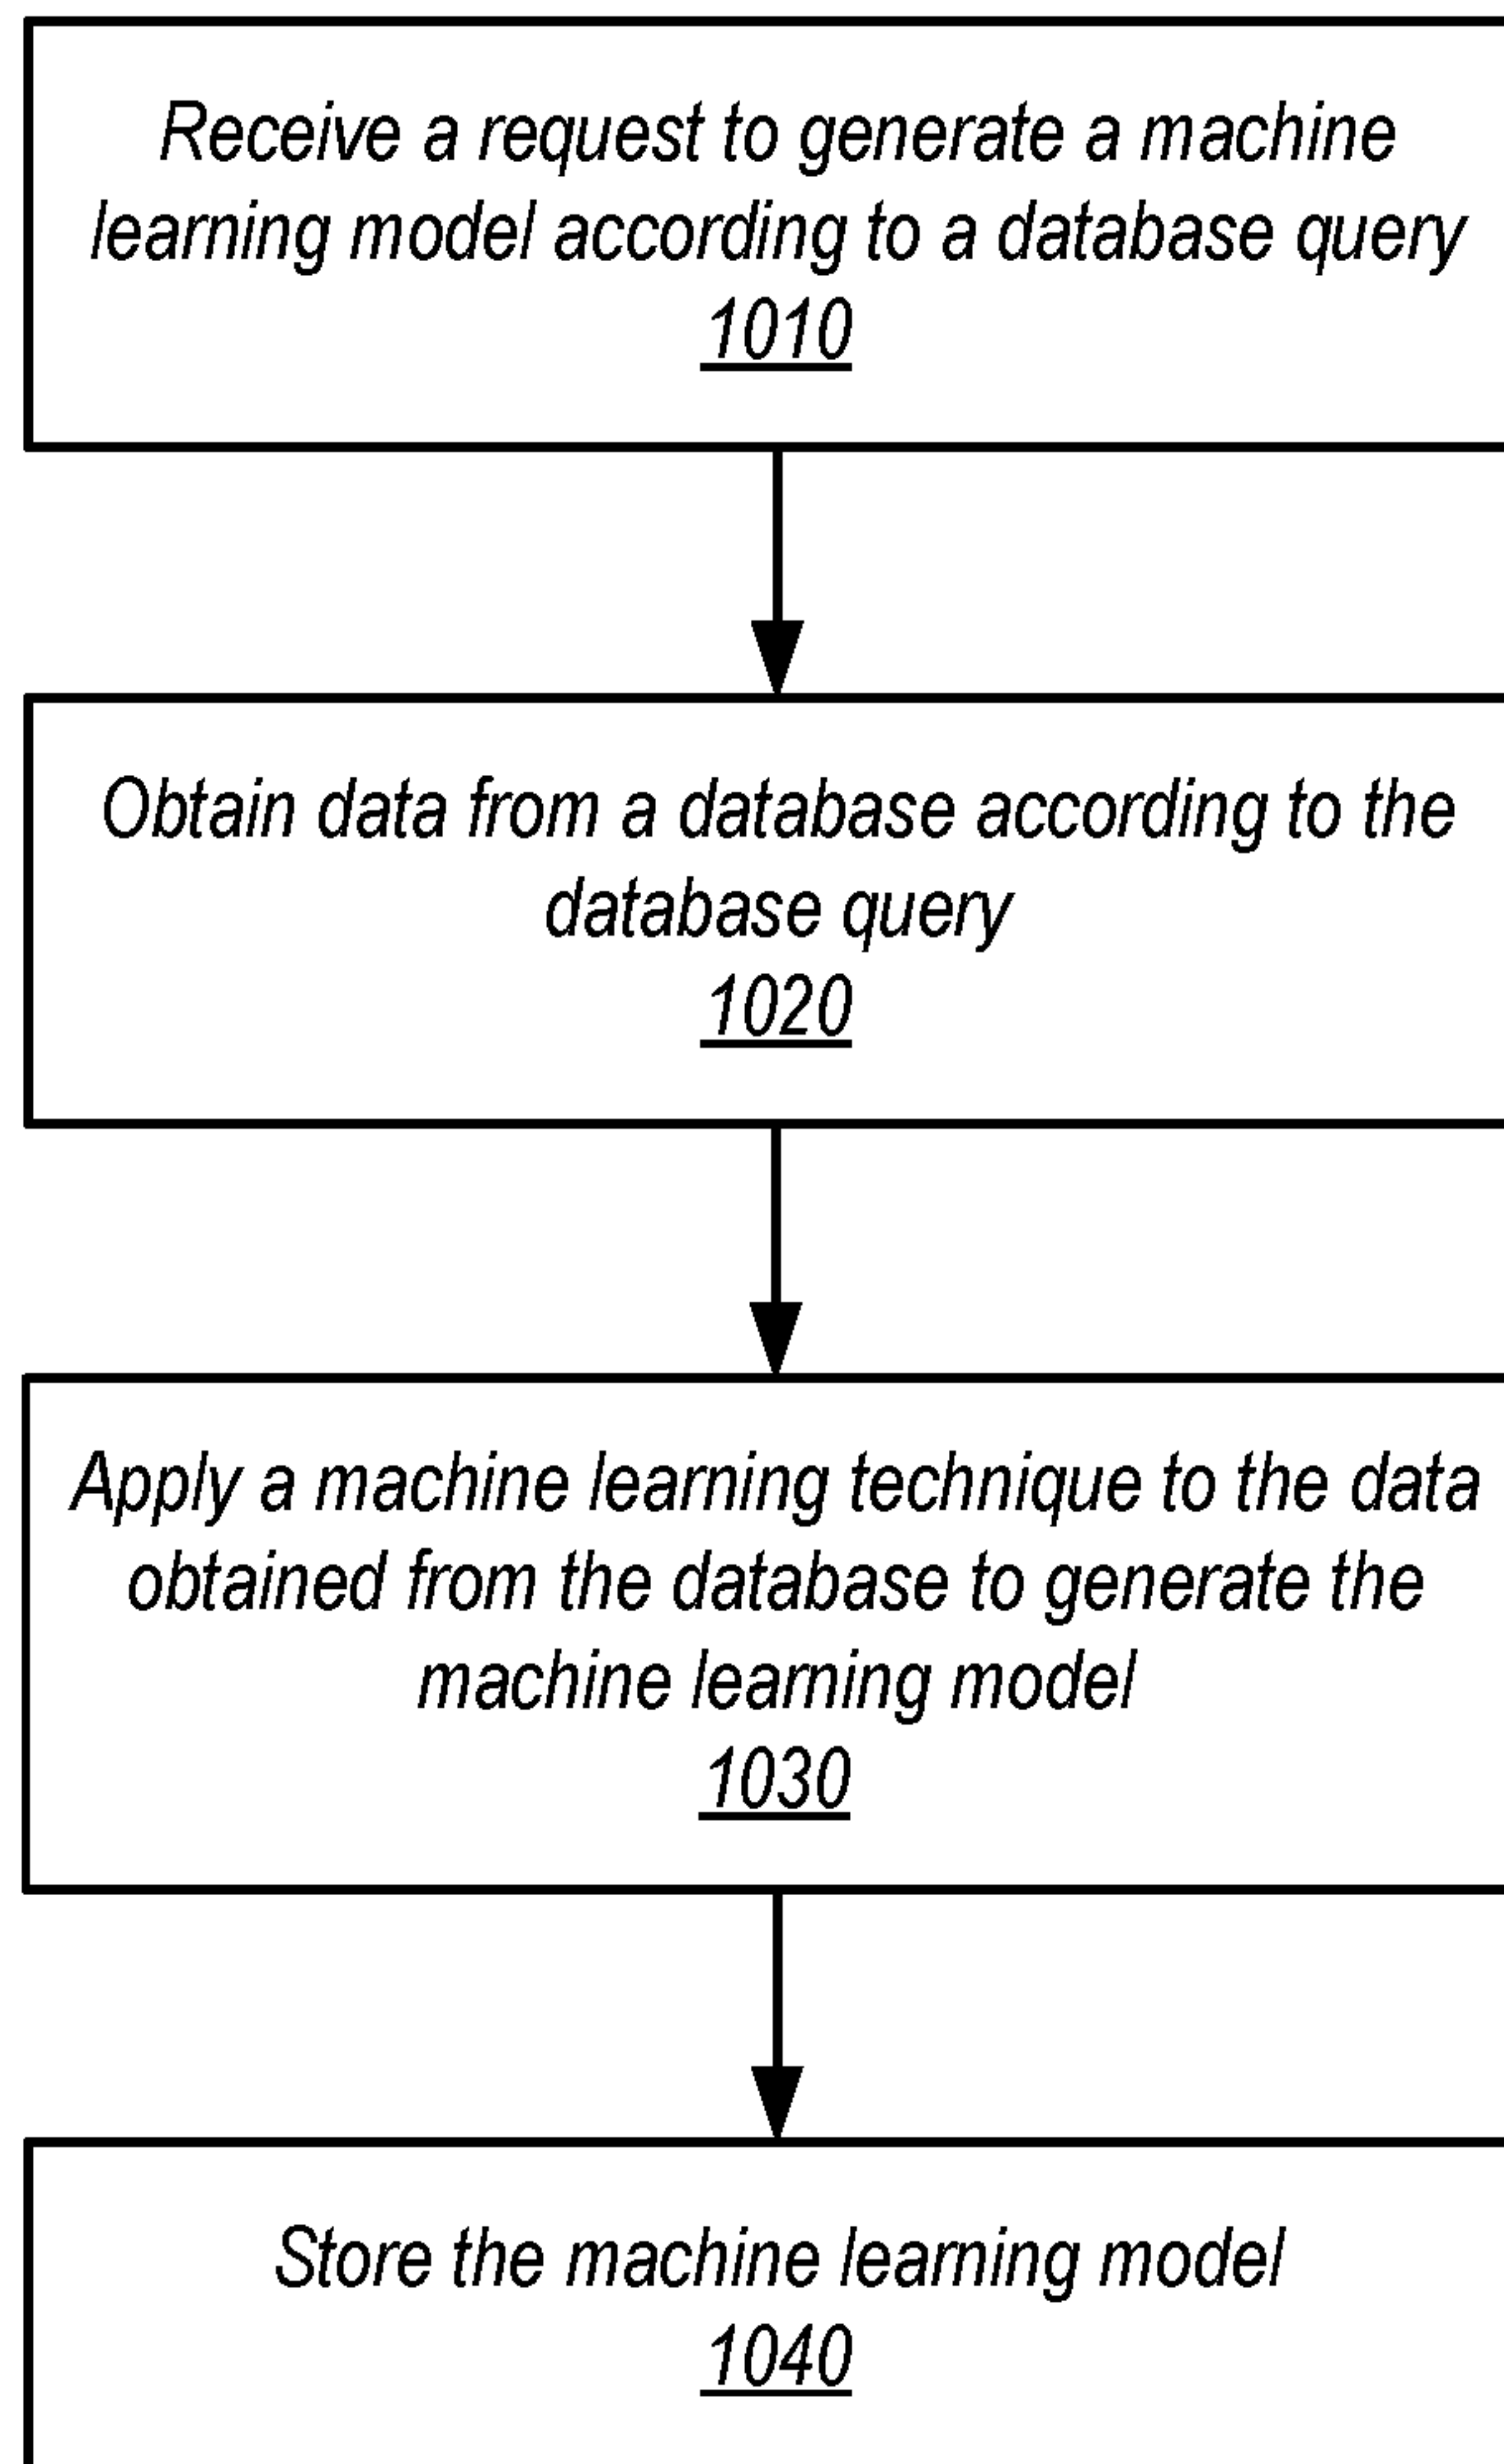 Receive a request to generate a machine
learning model according to a database query
1010
Obtain data from a database according to the
database query
1020
Apply a machine learning technique to the data
obtained from the database to generate the
machine learning model
1030
Store the machine learning model
1040